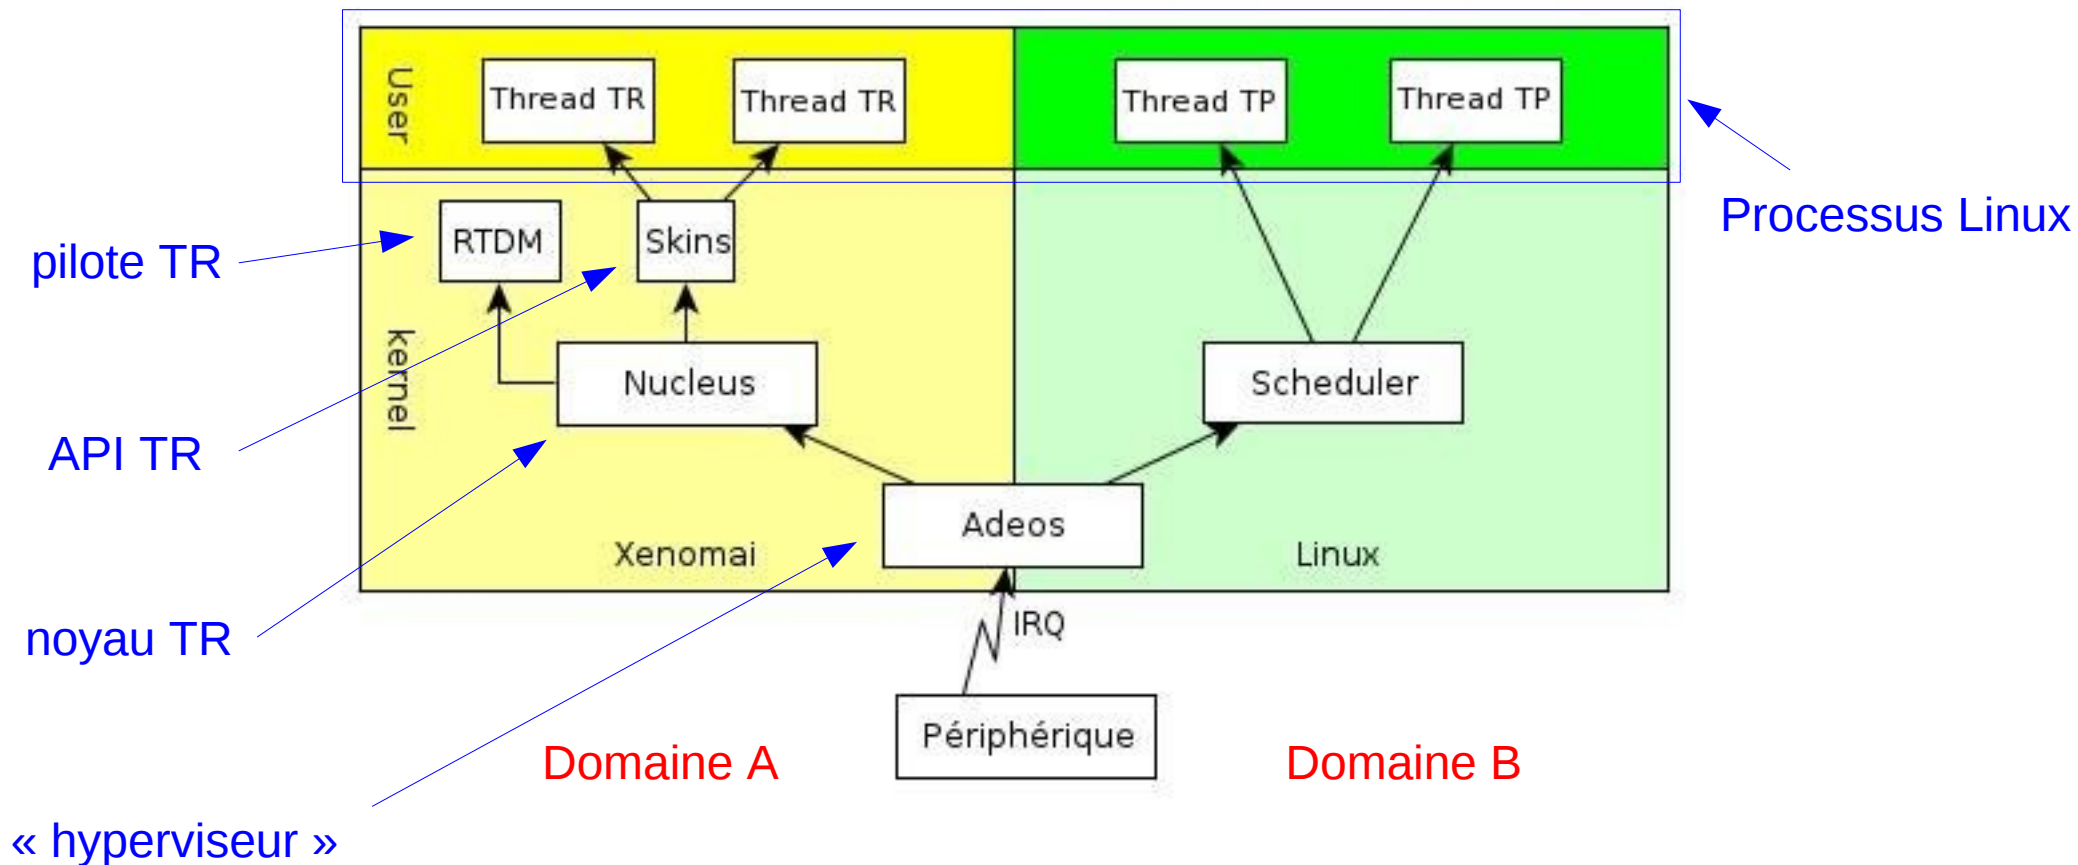 User
Thread TR
Thread TR
Thread TP
Thread TP
Processus Linux
pilote TR
RTDM
Skins
kernel
Nucleus
Scheduler
API TR
Adeos
Xenomai
Linux
noyau TR
IRQ
Périphérique
Domaine A
Domaine B
« hyperviseur »